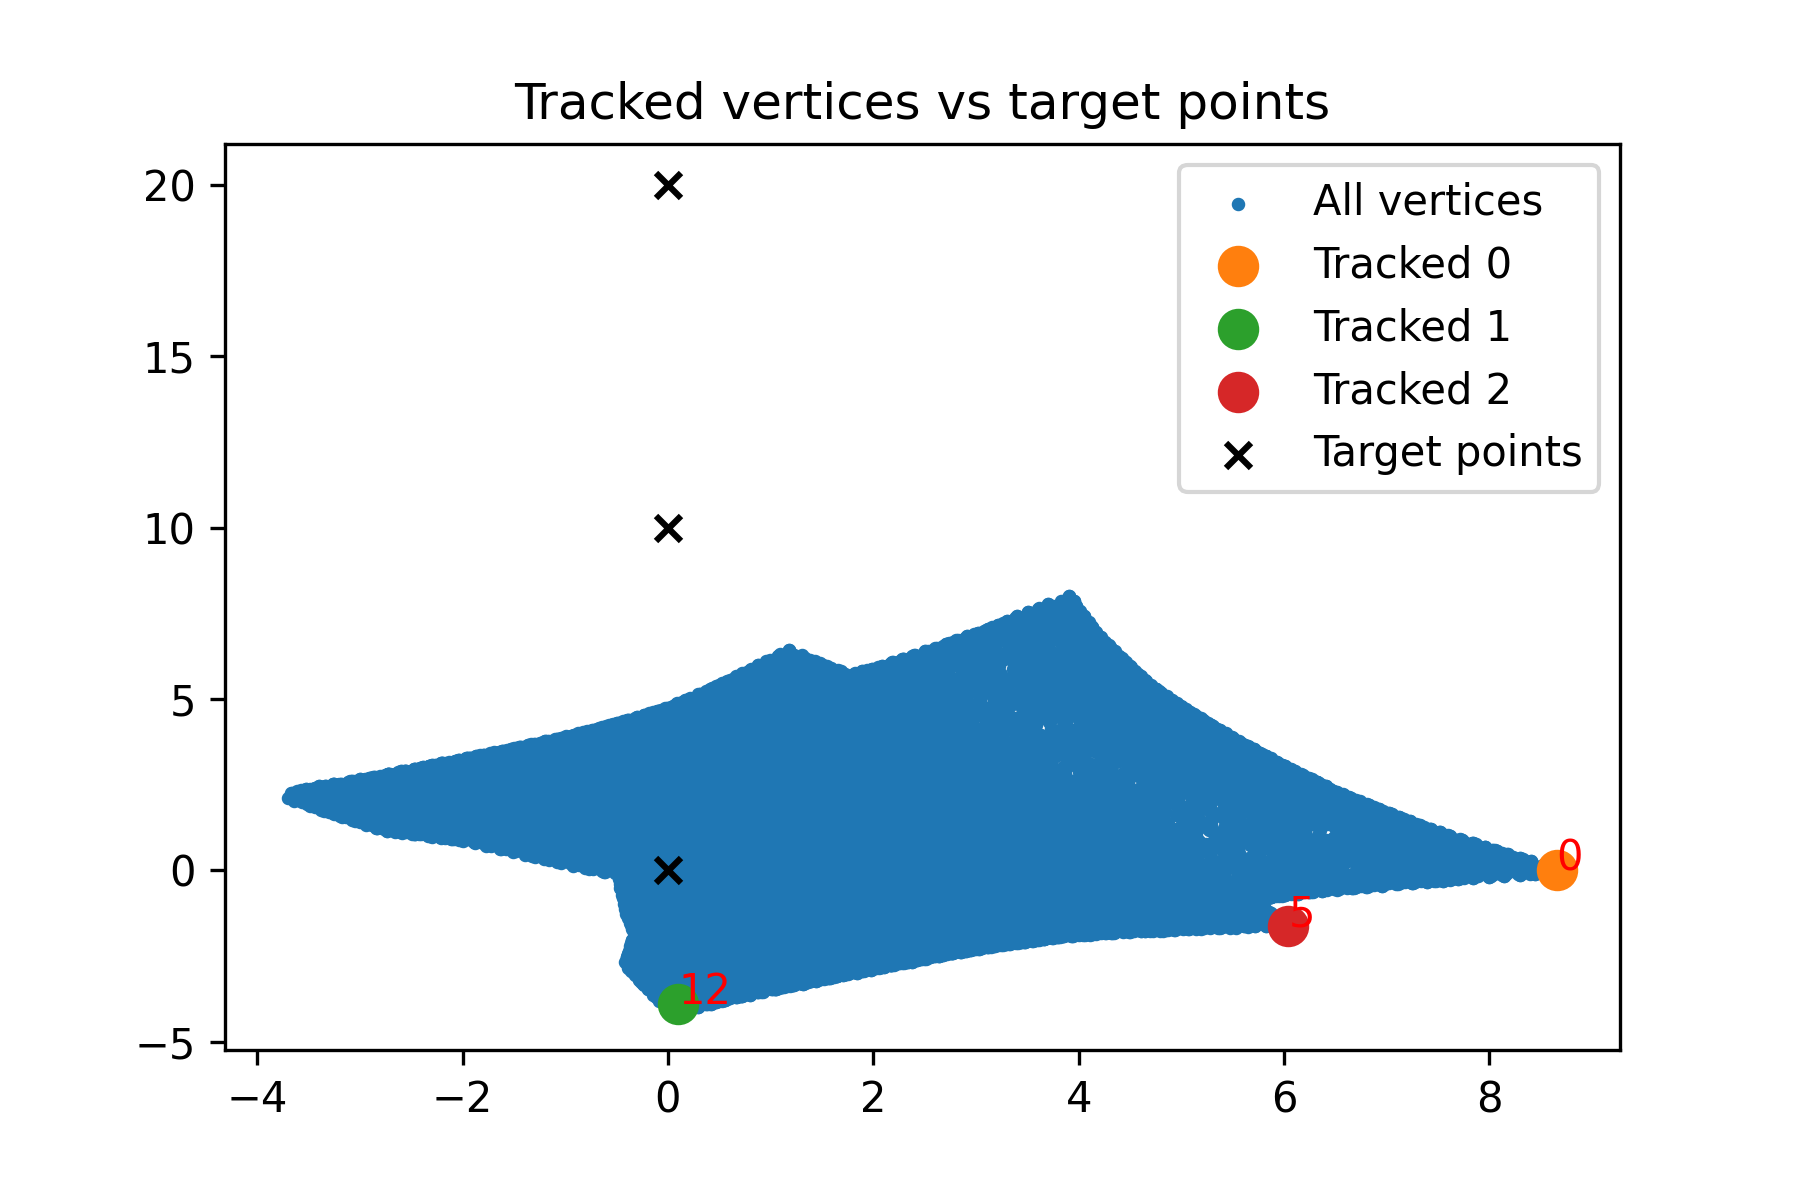 Tracked vertices vs target points
20
15
10
5
0
−5
All vertices
Tracked 0
Tracked 1
Tracked 2
Target points
0
5
12
−4
−2
0
2
4
6
8